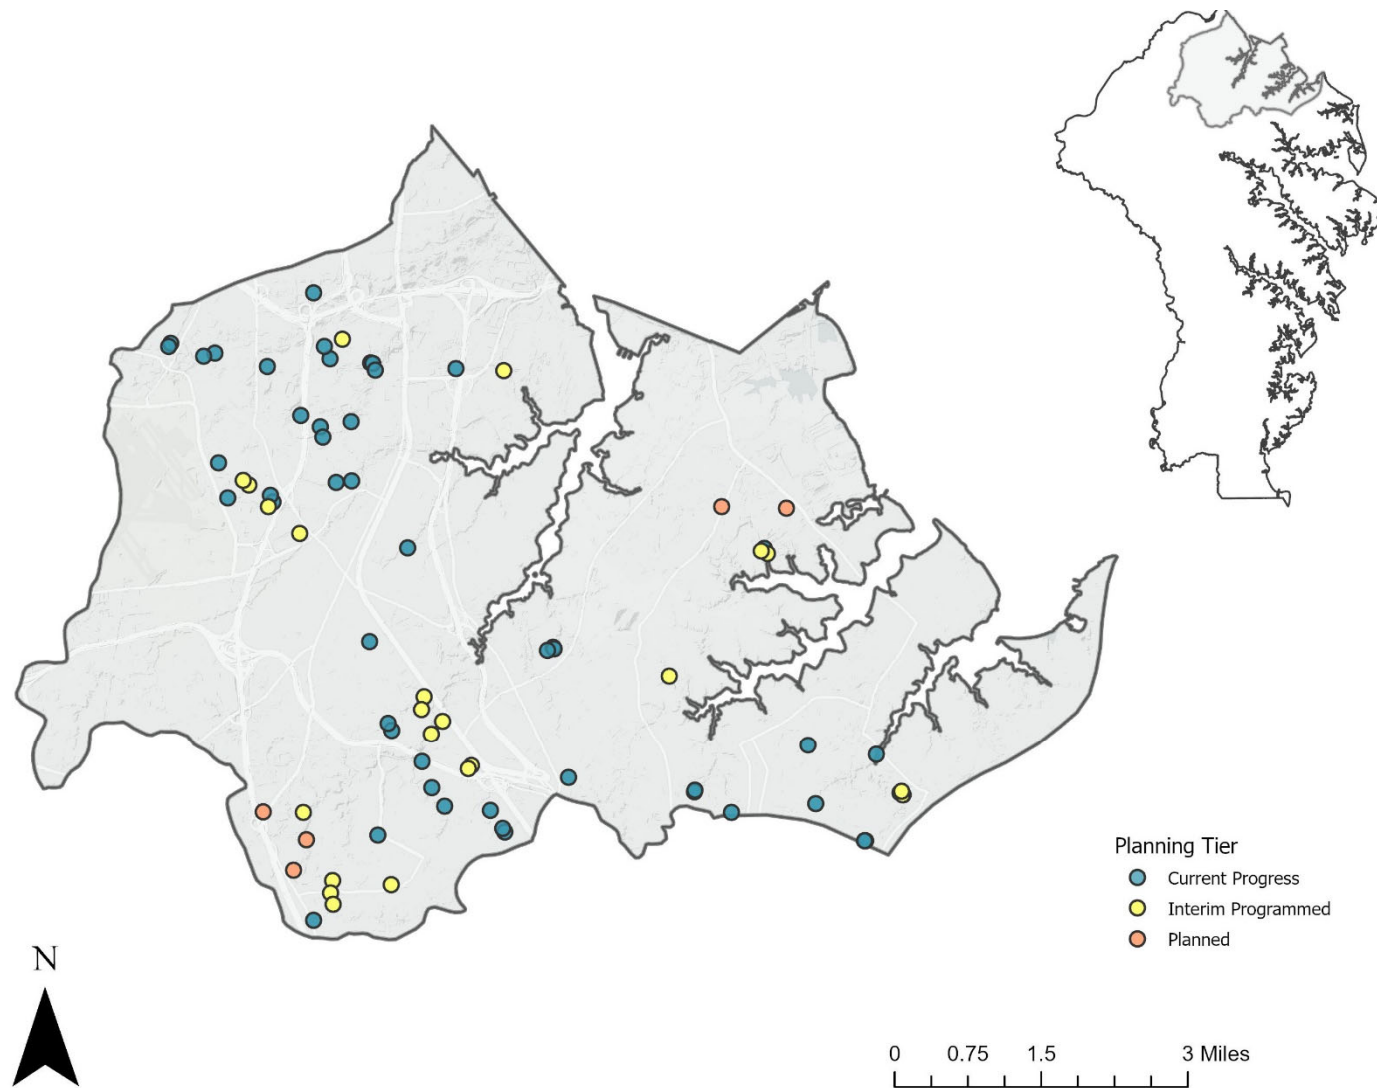 Planning Tier
Current Progress
Interim Programmed
Planned
N
0 0.75 1.5 3 Miles